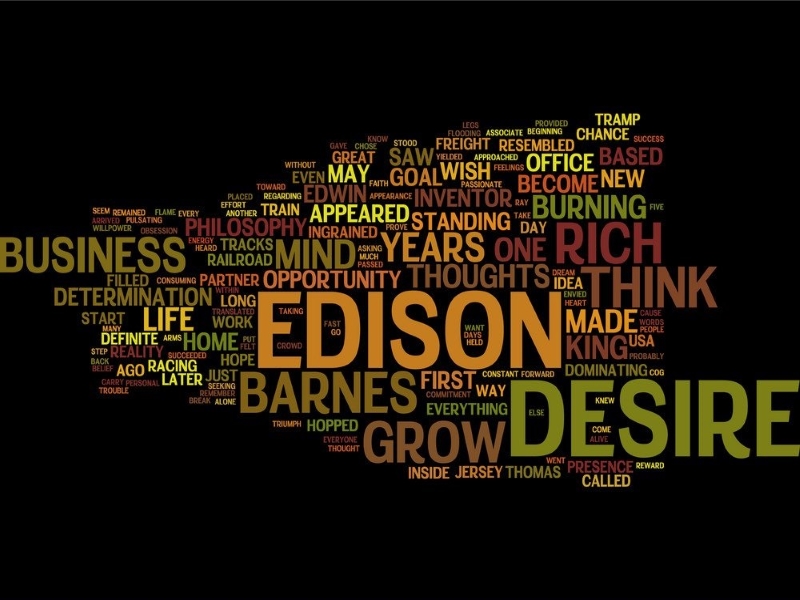 TRAMP
LEGS
PROVIDED
FLOODING
ASSOCIATE
BEGINNING
CHANCE
KNOW
SUCCESS
GAVE
CHOSE
STOOD
FREIGHT
RESEMBLED
GREAT
SAW
YIELDED
APPROACHED
OFFICE
BASED
WITHOUT
EVEN
MAY
FAITH
GOAL
WISH
FEELINGS
PASSIONATE
BECOME
NEW
TOWARD
PLACED
REGARDING
EDWIN
APPEARANCE
INVENTOR
RAY
BURNING
FIVE
EFFORT
ANOTHER
TRAIN
APPEARED
STANDING
TAKE
DAY
SEEM
REMAINED
FLAME
EVERY
ARRIVED
PULSATING
WILLPOWER
OBSESSION
PHILOSOPHY
INGRAINED
PROVE
BUSINESS
ENERGY
HEARD
TRACKS
RAILROAD
MIND
ASKING
MUCH
PASSED
YEARS
ONE
RICH
FILLED
CONSUMING
PARTNER
OPPORTUNITY
THOUGHTS
DREAM
IDEA
THINK
DETERMINATION
WITHIN
LONG
ENVIED
HEART
START
LIFE
TRANSLATED
WORK
TAKING
EDISON
FAST
GO
WANT
DAYS
HELD
MADE
CAUSE
WORDS
PEOPLE
MANY
DEFINITE
ARMS
HOME
PUT
FELT
CROWD
KING
USA
STEP
REALITY
SUCCEEDED
HOPE
PROBABLY
BACK
BELIEF
AGO
RACING
LATER
JUST
BARNES
FIRST
CONSTANT
FORWARD
DOMINATING
COG
CARRY
PERSONAL
TROUBLE
SEEKING
REMEMBER
BREAK
ALONE
COMMITMENT
WAY
DESIRE
EVERYTHING
ELSE
KNEW
TRIUMPH
HOPPED
GROW
COME
ALIVE
EVERYONE
THOUGHT
WENT
INSIDE
JERSEY
THOMAS
PRESENCE
REWARD
CALLED